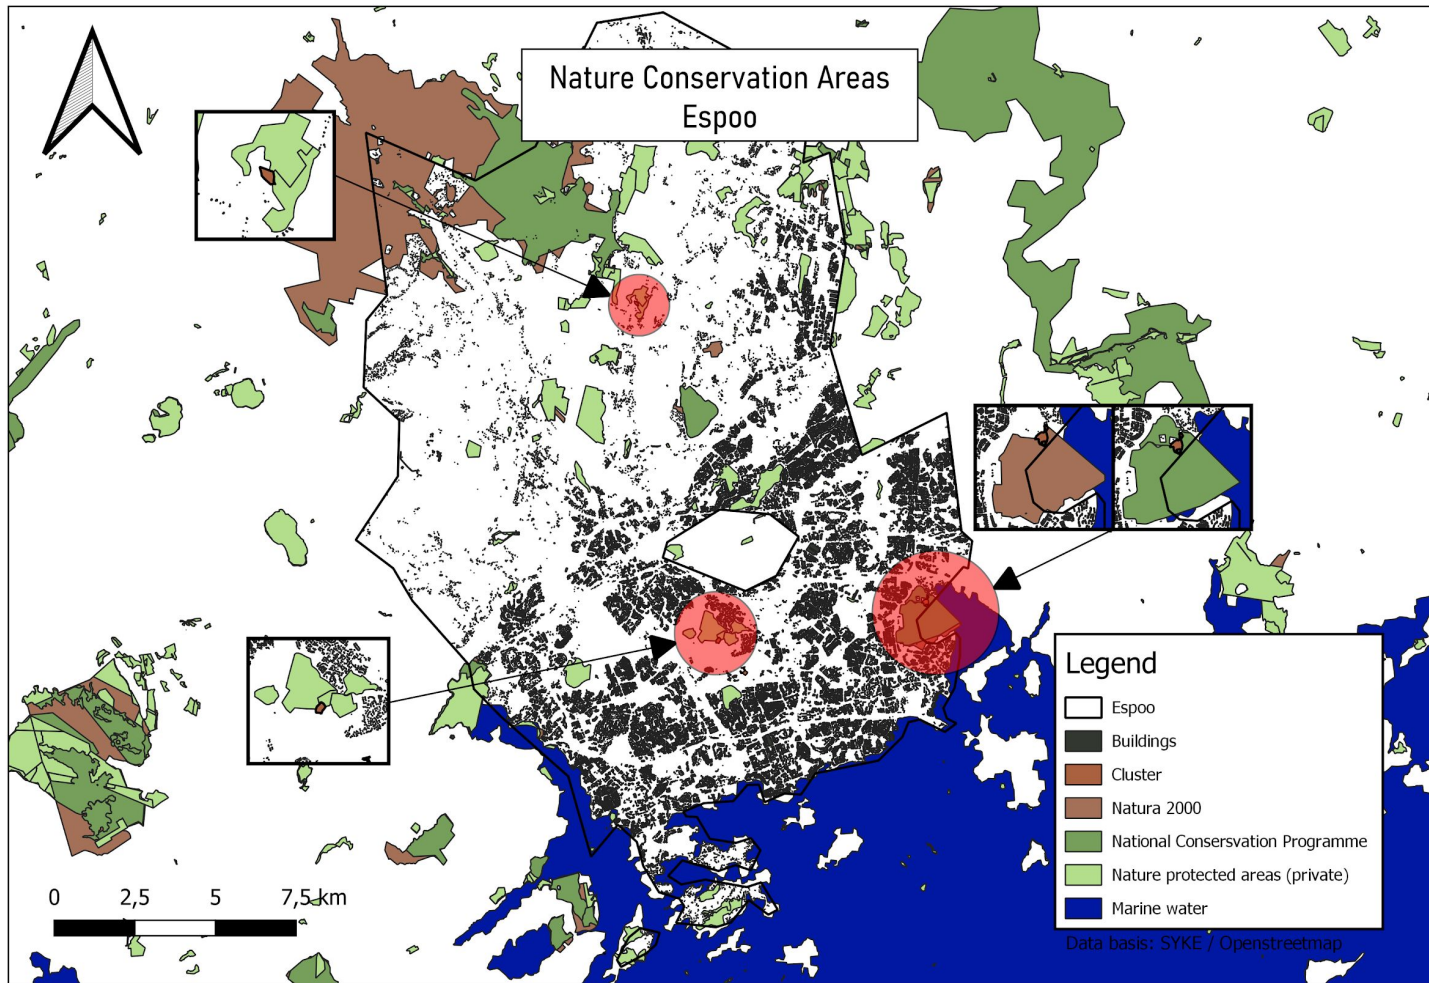 Nature Conservation Areas
Espoo
Legend
Espoo
Buildings
Cluster
Natura 2000
National Consersvation Programme
Nature protected areas (private)
Marine water
Data basis: SYKE / Openstreetmap
0 2,5 5 7,5 km